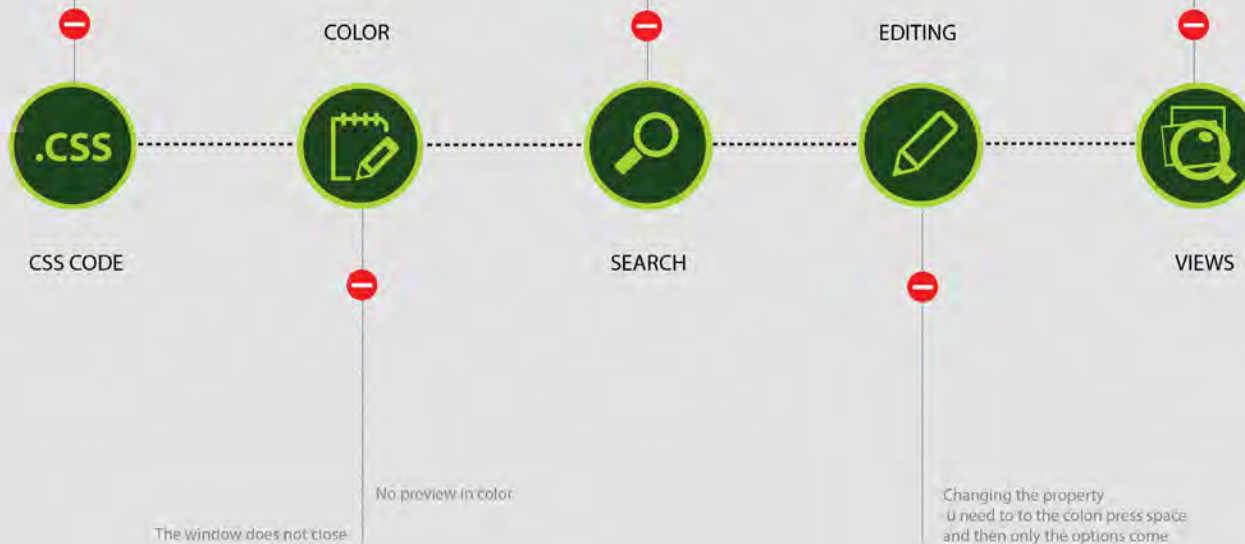 COLOR
EDITING
.CSS
CSS CODE
SEARCH
VIEWS
No preview in color
The window does not close
Changing the property
u need to to the colon press space
and then only the options come